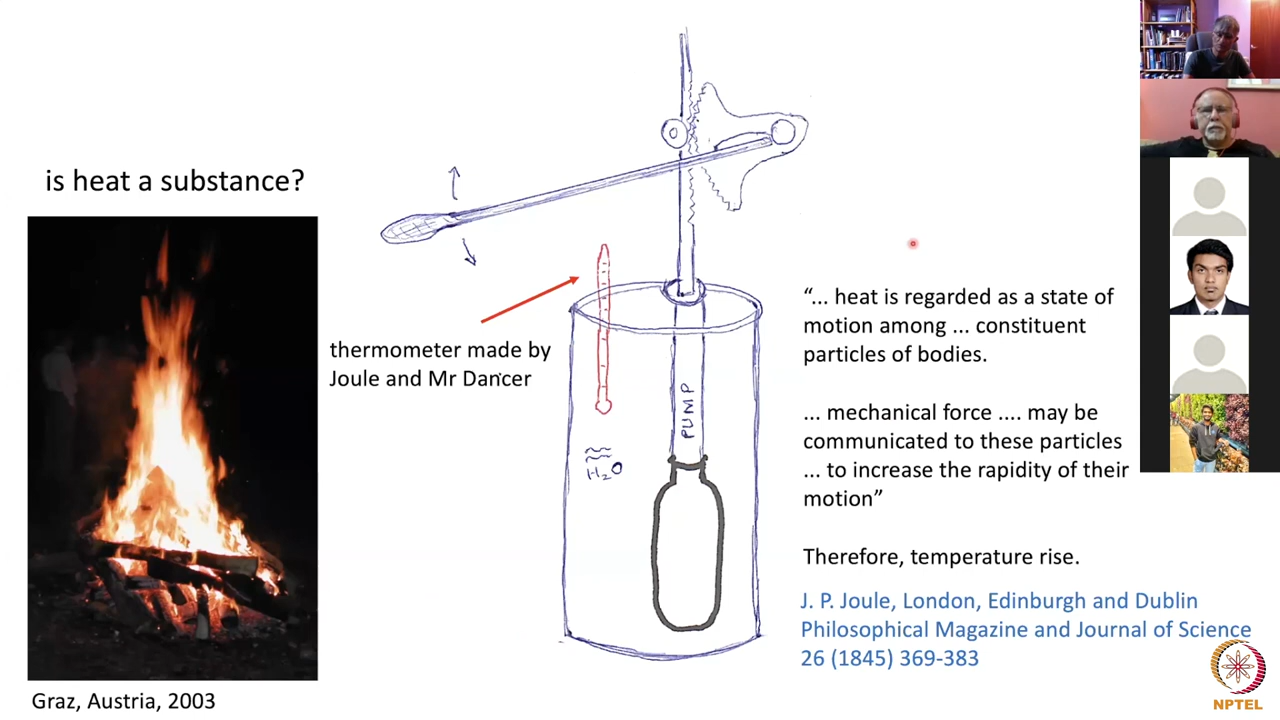 is heat a substance?
Graz, Austria, 2003
thermometer made by
Joule and Mr Dancer
PUMP
H₂O
“... heat is regarded as a state of
motion among ... constituent
particles of bodies.
... mechanical force .... may be
communicated to these particles
... to increase the rapidity of their
motion”
Therefore, temperature rise.
J. P. Joule, London, Edinburgh and Dublin
Philosophical Magazine and Journal of Science
26 (1845) 369-383
NPTEL